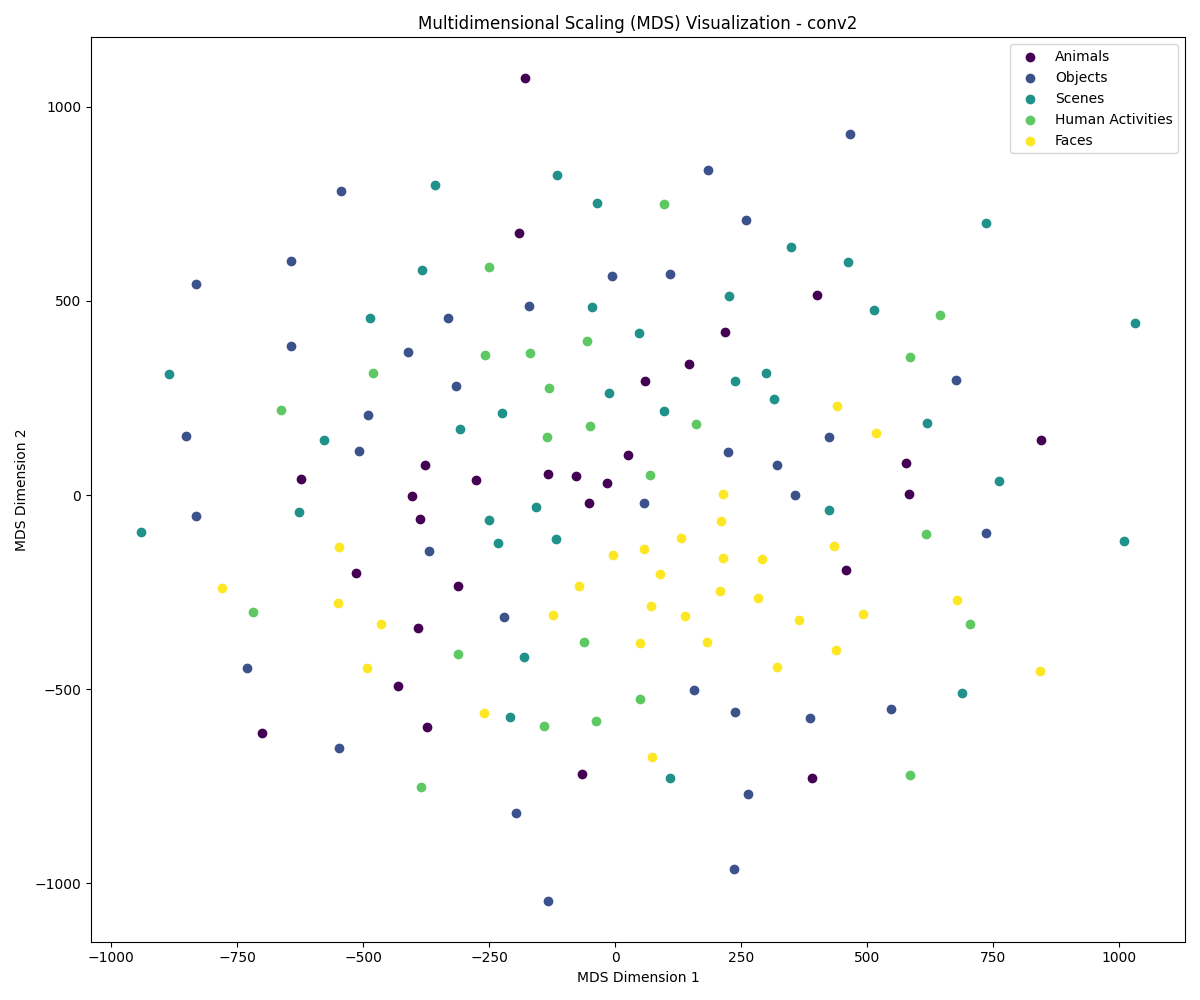 Multidimensional Scaling (MDS) Visualization - conv2
Animals
Objects
Scenes
Human Activities
Faces
1000
500
0
−500
−1000
MDS Dimension 2
−1000
−750
−500
−250
0
250
500
750
1000
MDS Dimension 1